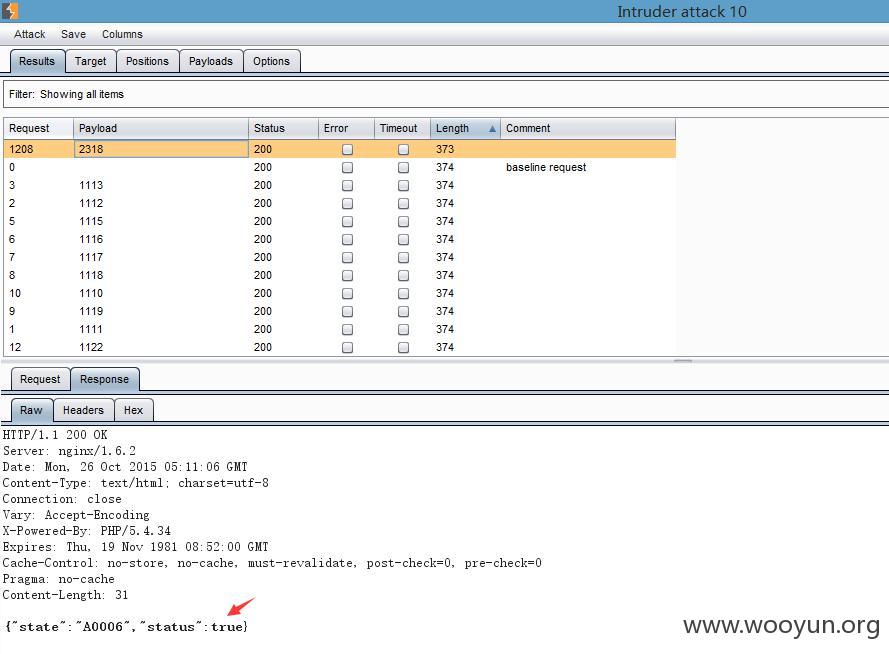 Intruder attack 10
Attack Save Columns
Results Target Positions Payloads Options
Filter: Showing all items
Request Payload Status Error Timeout Length Comment
1208 2318 200 373
0 200 374 baseline request
3 1113 200 374
2 1112 200 374
5 1115 200 374
6 1116 200 374
7 1117 200 374
8 1118 200 374
10 1110 200 374
9 1119 200 374
1 1111 200 374
12 1122 200 374
Request Response
Raw Headers Hex
HTTP/1.1 200 OK
Server: nginx/1.6.2
Date: Mon, 26 Oct 2015 05:11:06 GMT
Content-Type: text/html; charset=utf-8
Connection: close
Vary: Accept-Encoding
X-Powered-By: PHP/5.4.34
Expires: Thu, 19 Nov 1981 08:52:00 GMT
Cache-Control: no-store, no-cache, must-revalidate, post-check=0, pre-check=0
Pragma: no-cache
Content-Length: 31
{"state":"A0006","status":true}
www.wooyun.org